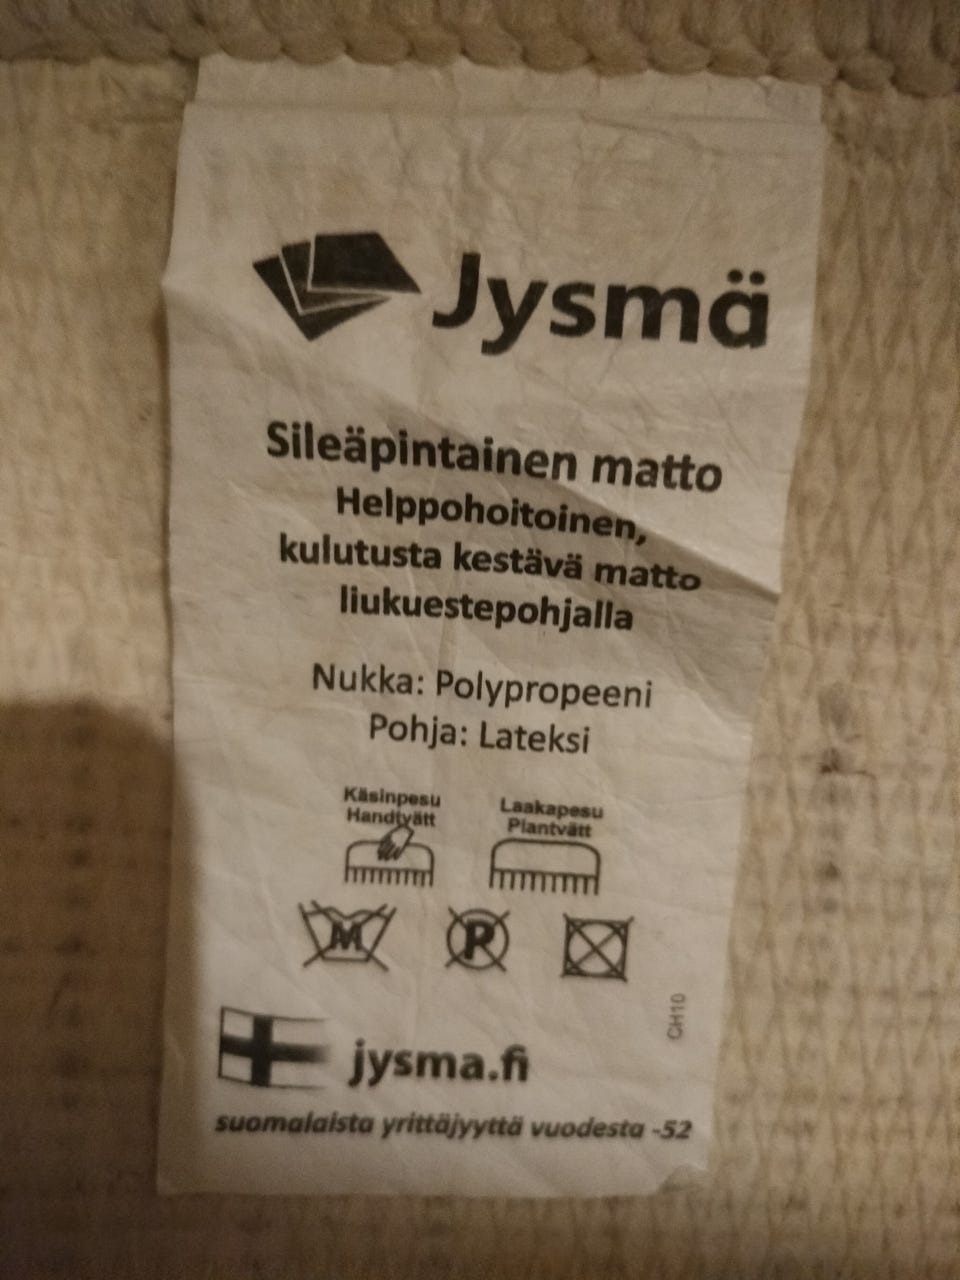 Jysmä
Sileäpintainen matto
Helppohoitoinen,
kulutusta kestävä matto
liukuestepohjalla
Nukka: Polypropeeni
Pohja: Lateksi
Käsinpesu
Handtvätt
Laakapesu
Plantvätt
M
P
CH10
jysma.fi
suomalaista yrittäjyyttä vuodesta -52